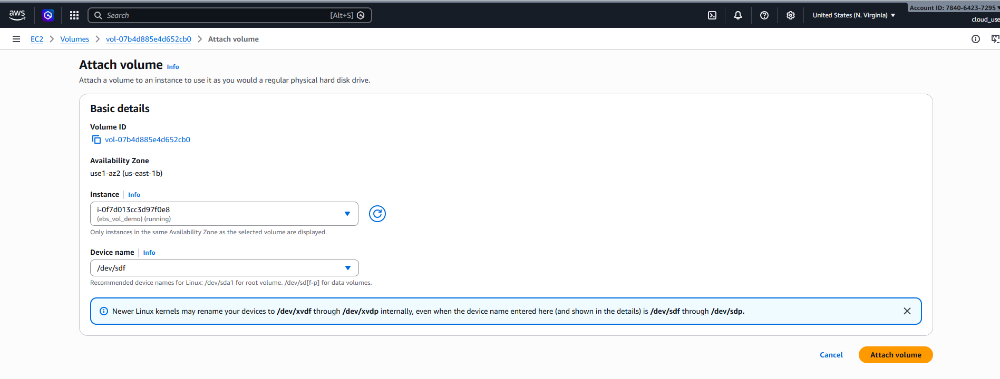 aws
Search [Alt+S]
United States (N. Virginia)
Account ID: 7840-6423-7295
cloud_use
EC2 Volumes vol-07b4d885e4d652cb0 Attach volume
Attach volume Info
Attach a volume to an instance to use it as you would a regular physical hard disk drive.
Basic details
Volume ID
vol-07b4d885e4d652cb0
Availability Zone
use1-az2 (us-east-1b)
Instance Info
i-0f7d013cc3d97f0e8
(ebs_vol_demo) (running)
Only instances in the same Availability Zone as the selected volume are displayed.
Device name Info
/dev/sdf
Recommended device names for Linux: /dev/sda1 for root volume. /dev/sd[f-p] for data volumes.
Newer Linux kernels may rename your devices to /dev/xvdf through /dev/xvdp internally, even when the device name entered here (and shown in the details) is /dev/sdf through /dev/sdp.
Cancel Attach volume